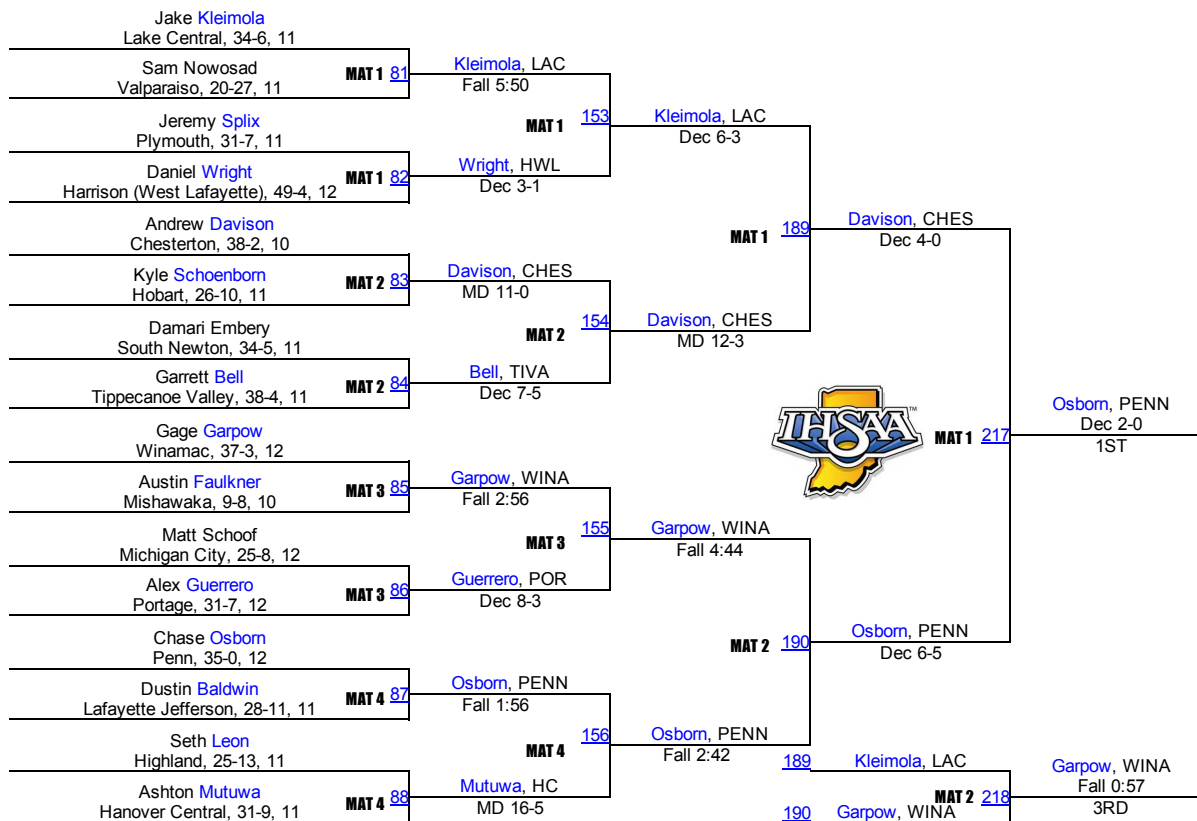 Jake Kleimola
Lake Central, 34-6, 11
Sam Nowosad
Valparaiso, 20-27, 11
MAT 1 81
Kleimola, LAC
Fall 5:50
Jeremy Splix
Plymouth, 31-7, 11
Daniel Wright
Harrison (West Lafayette), 49-4, 12
MAT 1 82
Wright, HWL
Dec 3-1
MAT 1 153
Kleimola, LAC
Dec 6-3
Andrew Davison
Chesterton, 38-2, 10
Kyle Schoenborn
Hobart, 26-10, 11
MAT 2 83
Davison, CHES
MD 11-0
Damari Embery
South Newton, 34-5, 11
Garrett Bell
Tippecanoe Valley, 38-4, 11
MAT 2 84
Bell, TIVA
Dec 7-5
MAT 2 154
Davison, CHES
MD 12-3
MAT 1 189
Davison, CHES
Dec 4-0
Gage Garpow
Winamac, 37-3, 12
Austin Faulkner
Mishawaka, 9-8, 10
MAT 3 85
Garpow, WINA
Fall 2:56
Matt Schoof
Michigan City, 25-8, 12
Alex Guerrero
Portage, 31-7, 12
MAT 3 86
Guerrero, POR
Dec 8-3
MAT 3 155
Garpow, WINA
Fall 4:44
Chase Osborn
Penn, 35-0, 12
Dustin Baldwin
Lafayette Jefferson, 28-11, 11
MAT 4 87
Osborn, PENN
Fall 1:56
Seth Leon
Highland, 25-13, 11
Ashton Mutuwa
Hanover Central, 31-9, 11
MAT 4 88
Mutuwa, HC
MD 16-5
MAT 4 156
Osborn, PENN
Fall 2:42
MAT 2 190
Osborn, PENN
Dec 6-5
IHSAA™
MAT 1 217
Osborn, PENN
Dec 2-0
1ST
189 Kleimola, LAC
190 Garpow, WINA
MAT 2 218
Garpow, WINA
Fall 0:57
3RD